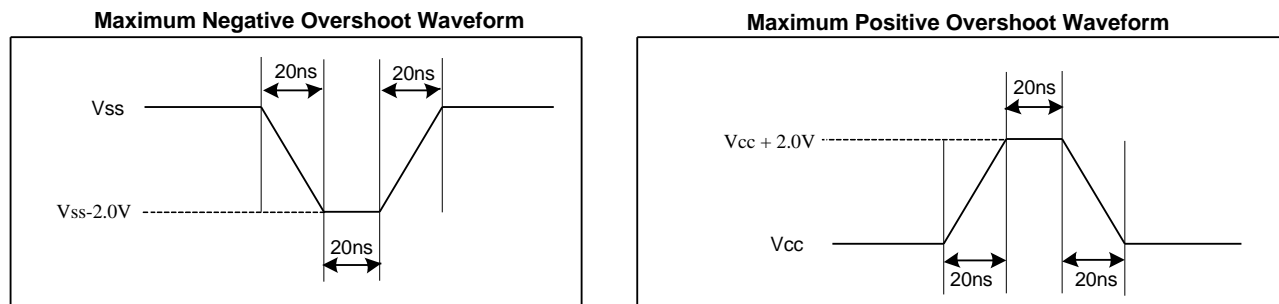 Maximum Negative Overshoot Waveform
20ns
20ns
Vss
Vss-2.0V
20ns
Maximum Positive Overshoot Waveform
20ns
Vcc + 2.0V
Vcc
20ns
20ns